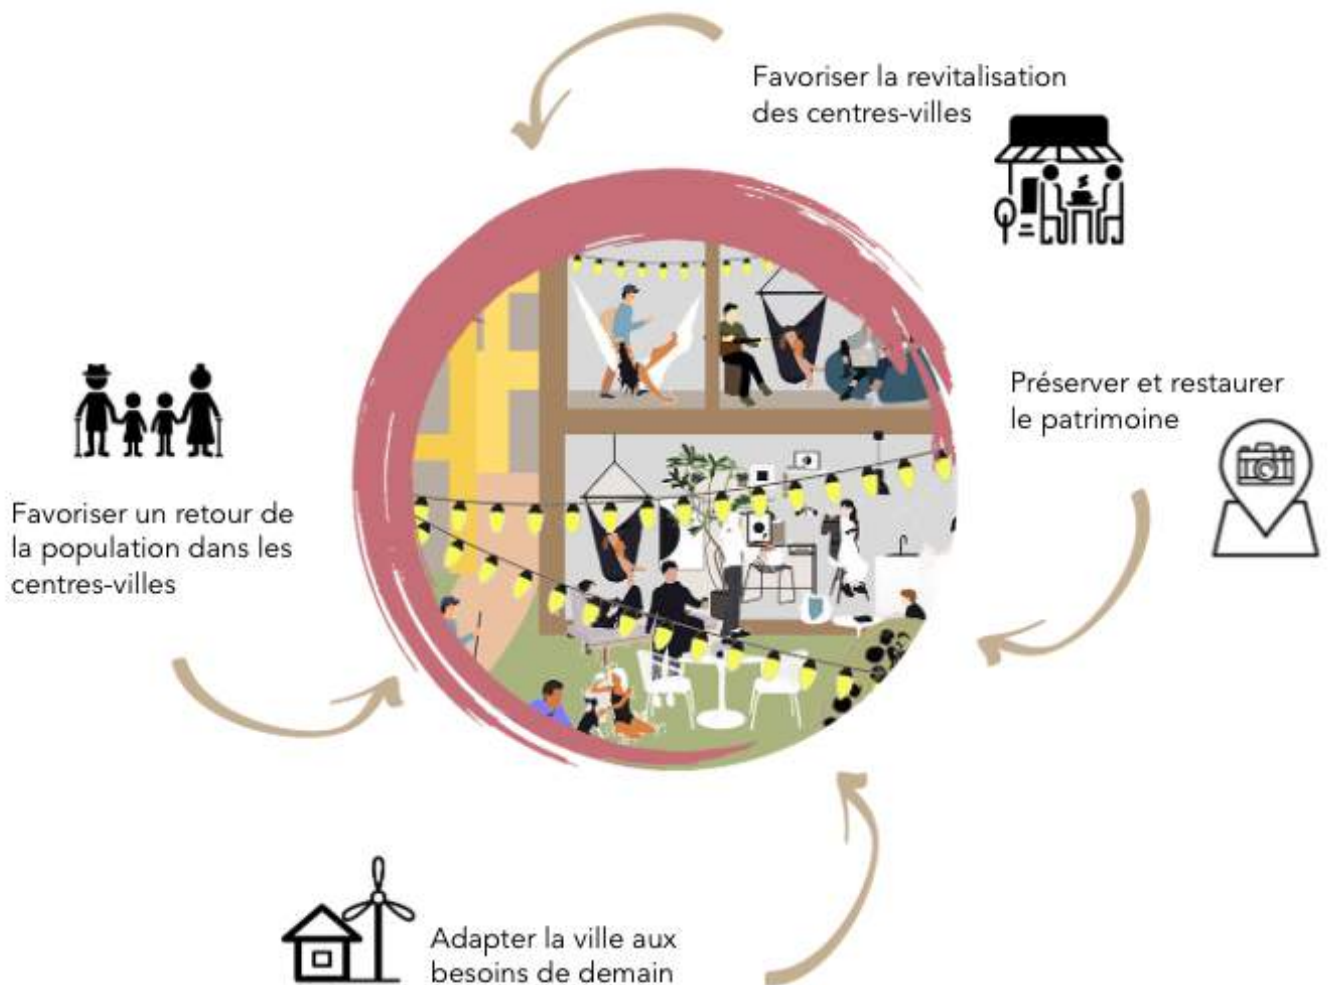 Favoriser la revitalisation
des centres-villes
Préserver et restaurer
le patrimoine
Favoriser un retour de
la population dans les
centres-villes
Adapter la ville aux
besoins de demain